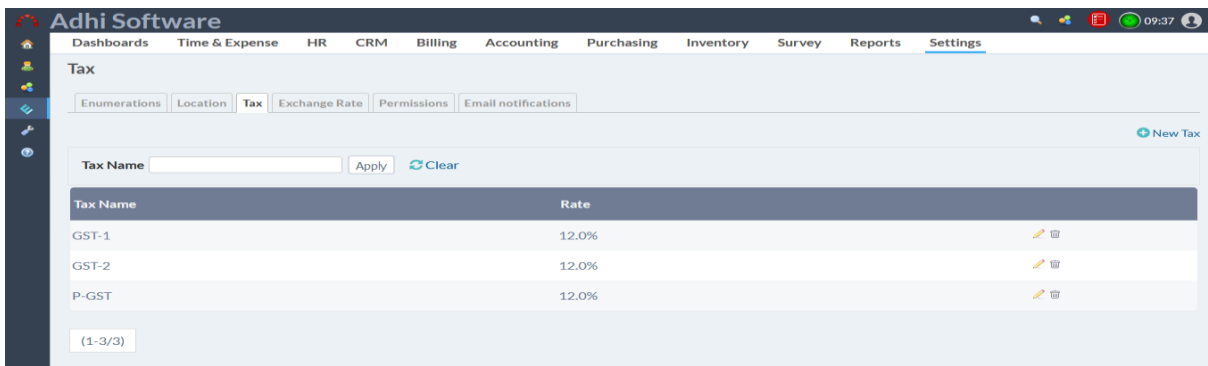 Adhi Software
09:37
Dashboards Time & Expense HR CRM Billing Accounting Purchasing Inventory Survey Reports Settings
Tax
Enumerations Location Tax Exchange Rate Permissions Email notifications
New Tax
Tax Name Apply Clear
Tax Name Rate
GST-1 12.0%
GST-2 12.0%
P-GST 12.0%
(1-3/3)